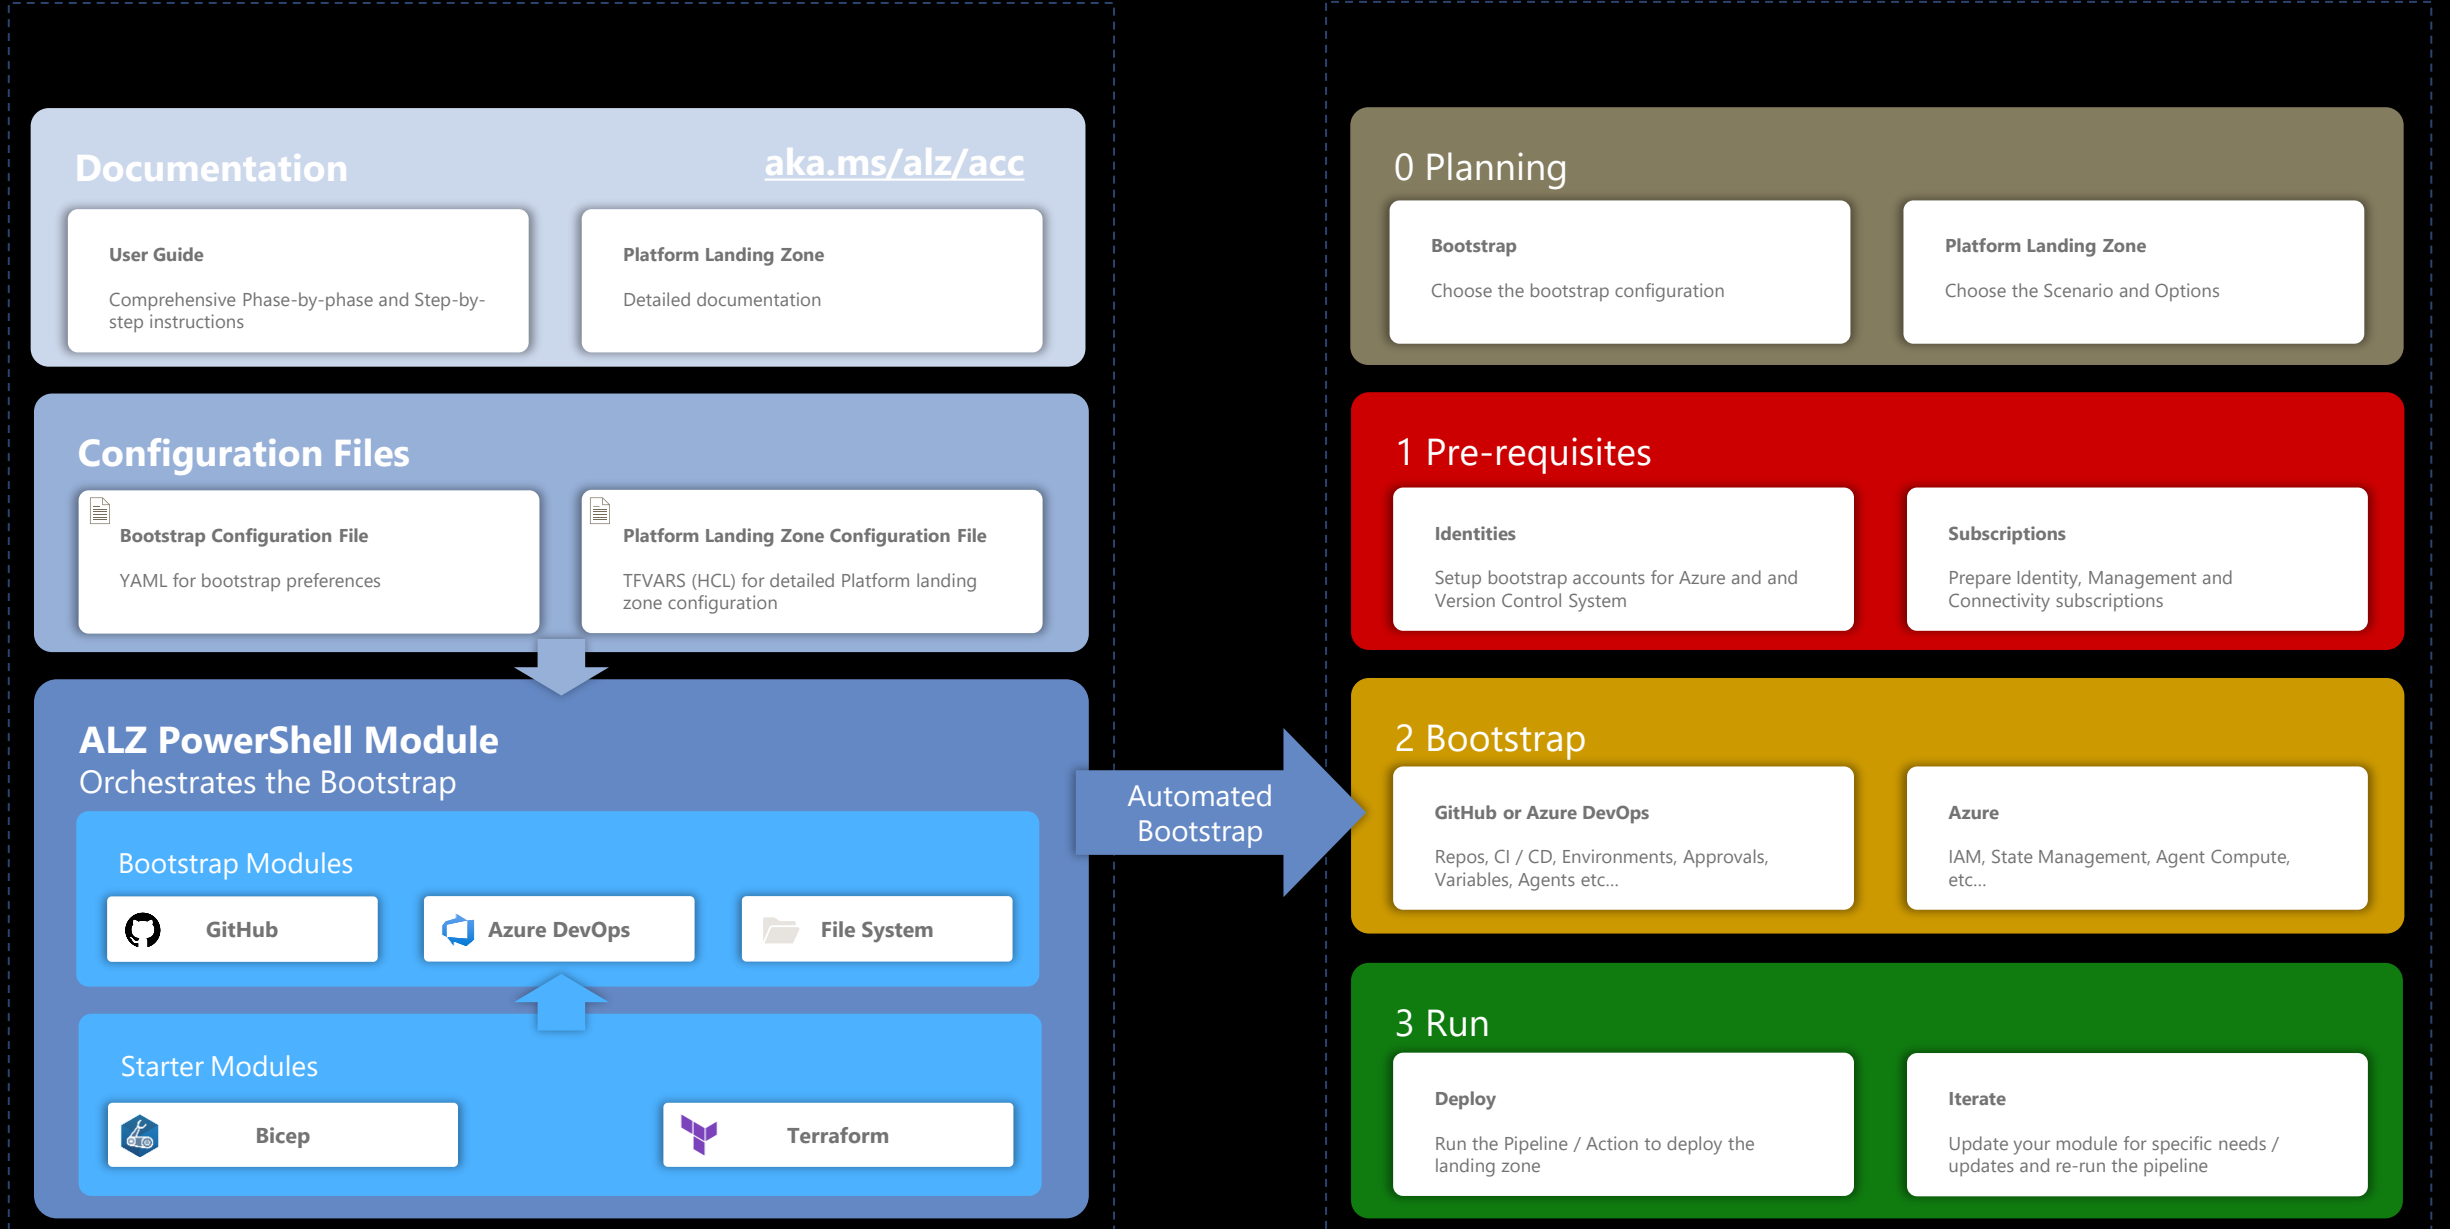 Documentation
aka.ms/alz/acc
User Guide
Comprehensive Phase-by-phase and Step-by-
step instructions
Platform Landing Zone
Detailed documentation
Configuration Files
Bootstrap Configuration File
YAML for bootstrap preferences
Platform Landing Zone Configuration File
TFVARS (HCL) for detailed Platform landing
zone configuration
ALZ PowerShell Module
Orchestrates the Bootstrap
Bootstrap Modules
GitHub
Azure DevOps
File System
Starter Modules
Bicep
Terraform
Automated
Bootstrap
0 Planning
Bootstrap
Choose the bootstrap configuration
Platform Landing Zone
Choose the Scenario and Options
1 Pre-requisites
Identities
Setup bootstrap accounts for Azure and and
Version Control System
Subscriptions
Prepare Identity, Management and
Connectivity subscriptions
2 Bootstrap
GitHub or Azure DevOps
Repos, CI / CD, Environments, Approvals,
Variables, Agents etc...
Azure
IAM, State Management, Agent Compute,
etc...
3 Run
Deploy
Run the Pipeline / Action to deploy the
landing zone
Iterate
Update your module for specific needs /
updates and re-run the pipeline